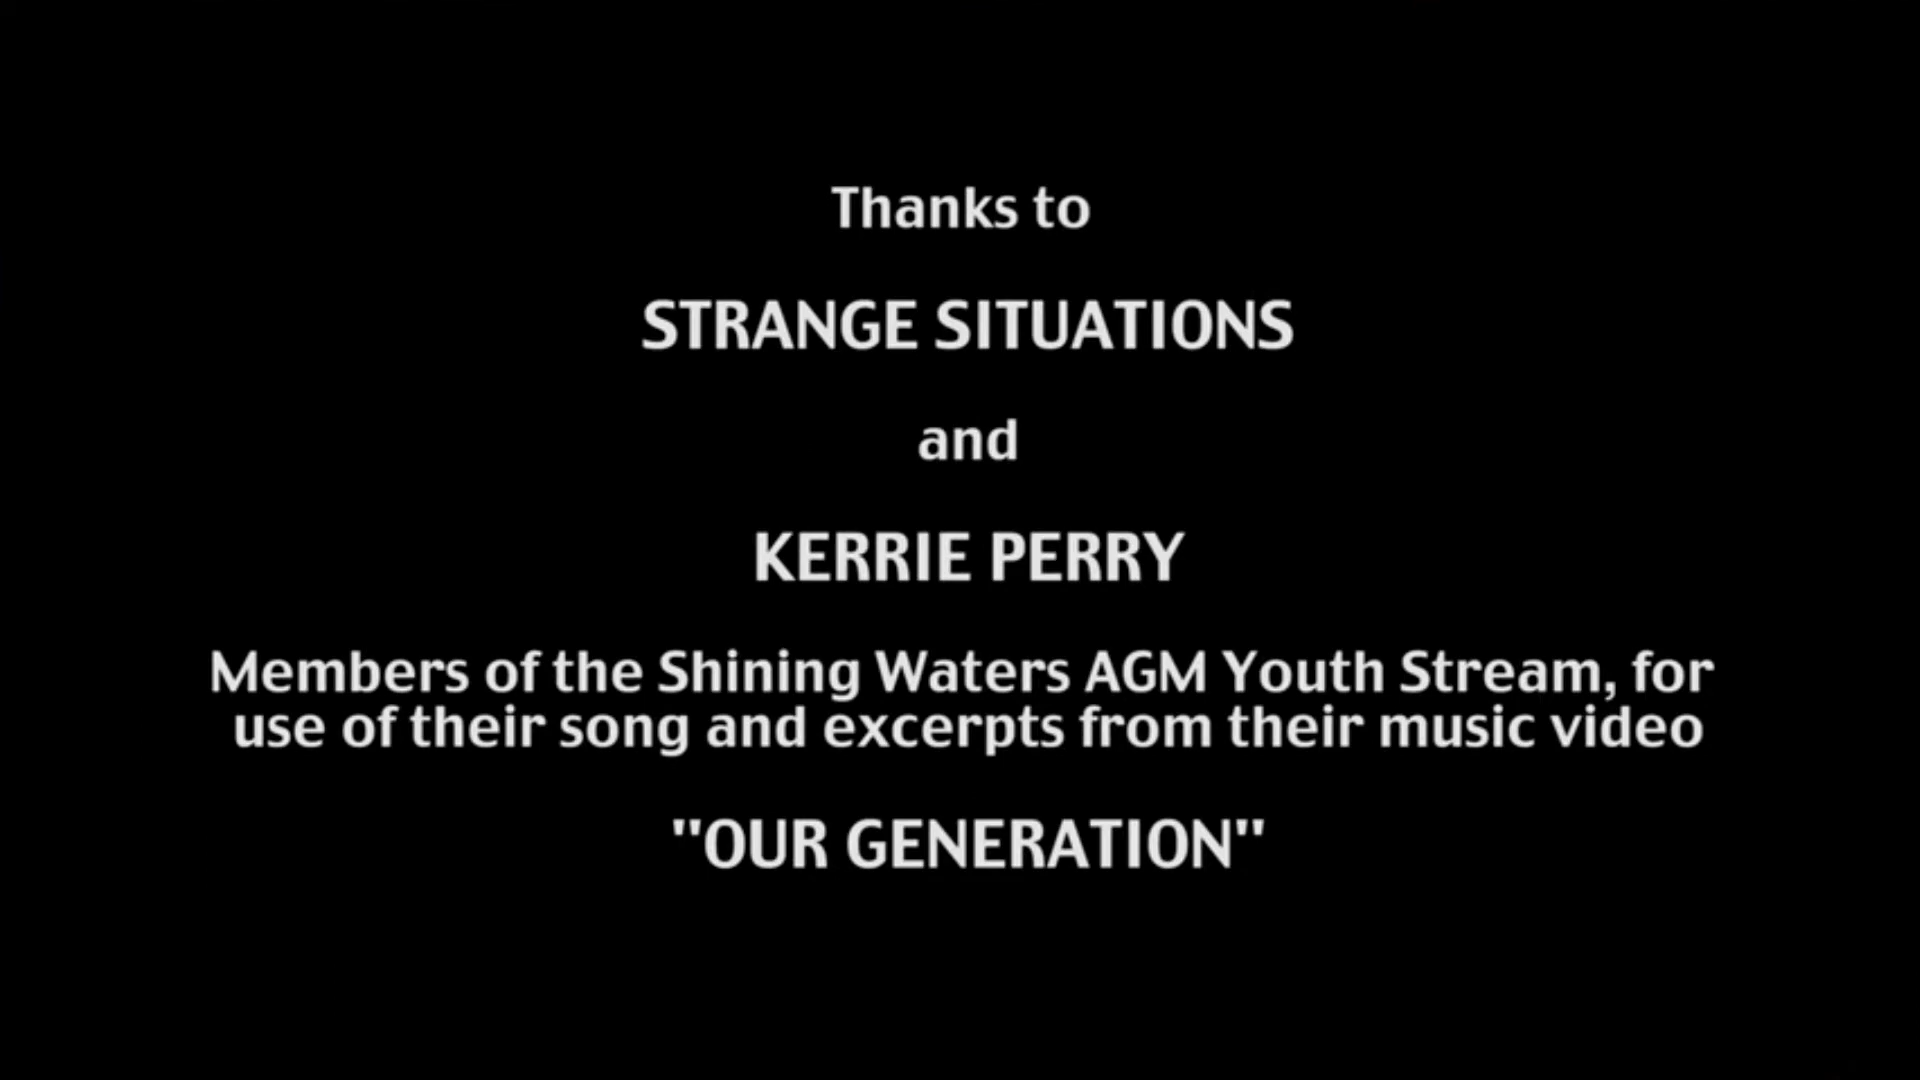 Thanks to
STRANGE SITUATIONS
and
KERRIE PERRY
Members of the Shining Waters AGM Youth Stream, for
use of their song and excerpts from their music video
"OUR GENERATION"